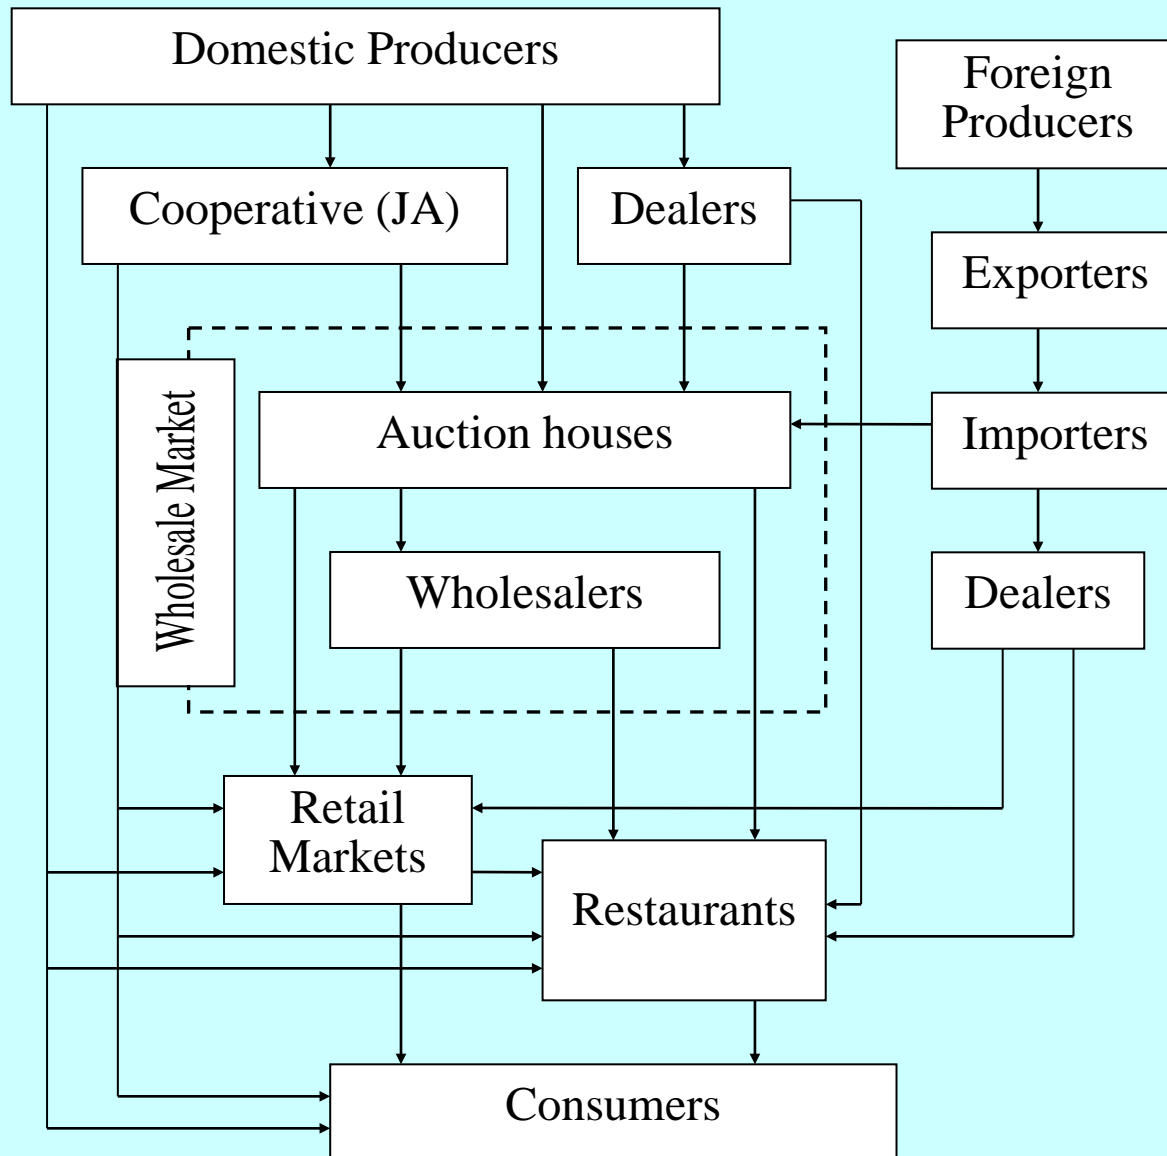 Domestic Producers
Foreign
Producers
Cooperative (JA)
Dealers
Exporters
Wholesale Market
Auction houses
Importers
Wholesalers
Dealers
Retail
Markets
Restaurants
Consumers